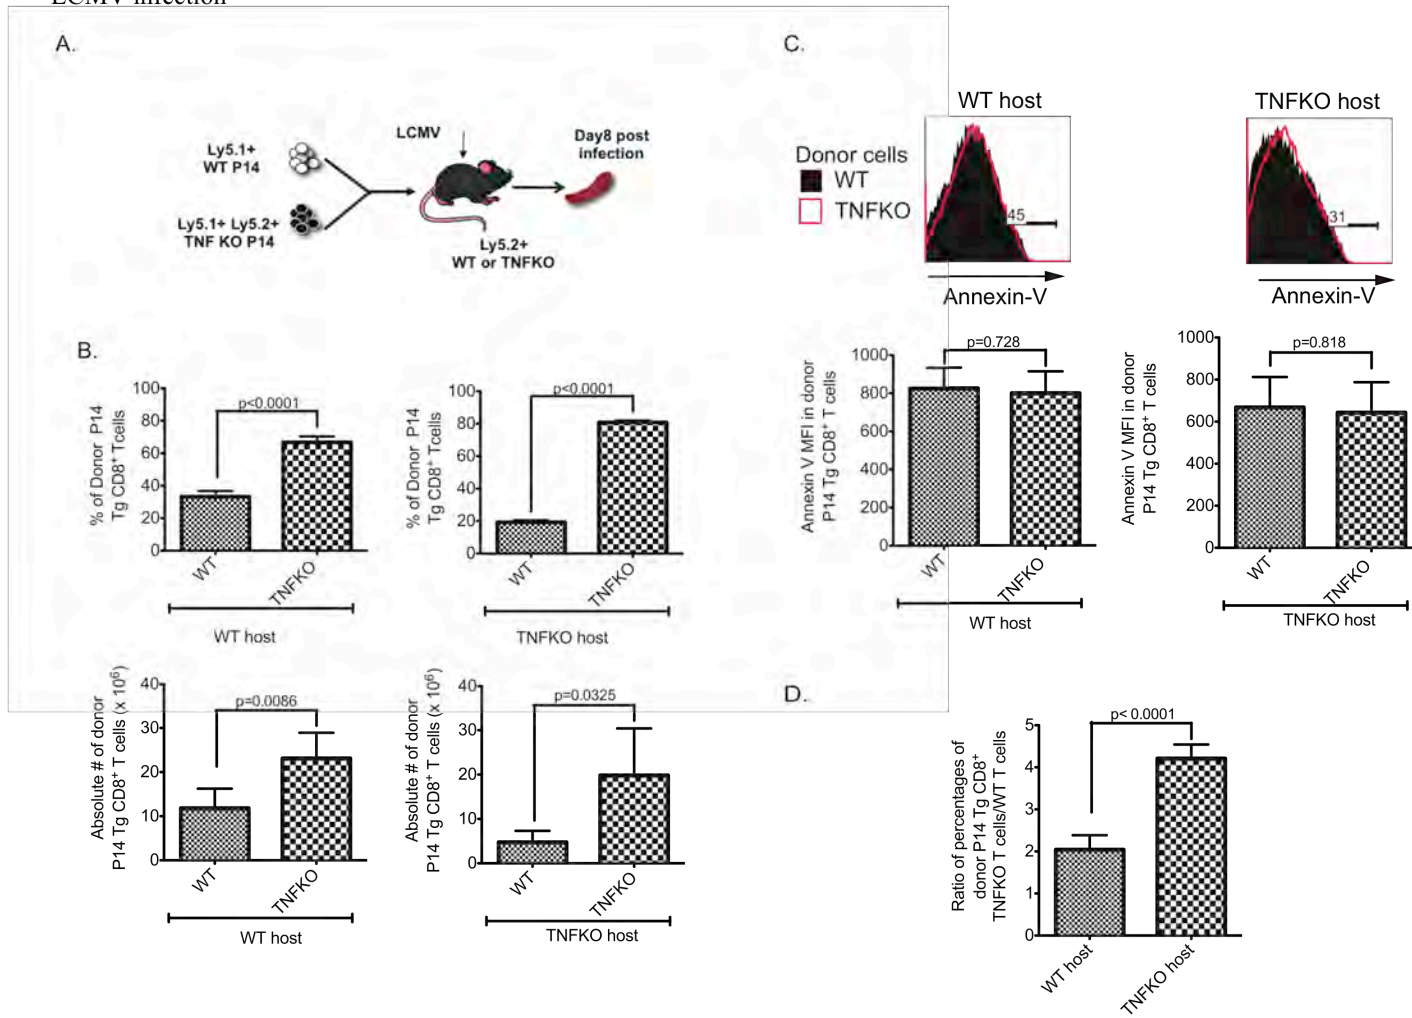 LCMV infection
A.
Ly5.1+
WT P14
Ly5.1+ Ly5.2+
TNF KO P14
LCMV
Ly5.2+
WT or TNFKO
Day8 post
infection
B.
% of Donor P14
Tg CD8+ Tcells
100
80
60
40
20
0
p<0.0001
WT
TNFKO
WT host
% of Donor P14
Tg CD8+ Tcells
100
80
60
40
20
0
p<0.0001
WT
TNFKO
TNFKO host
Absolute # of donor
P14 Tg CD8+ T cells (x 10⁶)
40
30
20
10
0
p=0.0086
WT
TNFKO
WT host
Absolute # of donor
P14 Tg CD8+ T cells (x 10⁶)
40
30
20
10
0
p=0.0325
WT
TNFKO
TNFKO host
C.
Donor cells
WT
TNFKO
WT host
45
Annexin-V
TNFKO host
31
Annexin-V
Annexin V MFI in donor
P14 Tg CD8+ T cells
1000
800
600
400
200
0
p=0.728
WT
TNFKO
WT host
Annexin V MFI in donor
P14 Tg CD8+ T cells
1000
800
600
400
200
0
p=0.818
WT
TNFKO
TNFKO host
D.
Ratio of percentages of
donor P14 Tg CD8+
TNFKO T cells/WT T cells
5
4
3
2
1
0
p< 0.0001
WT host
TNFKO host